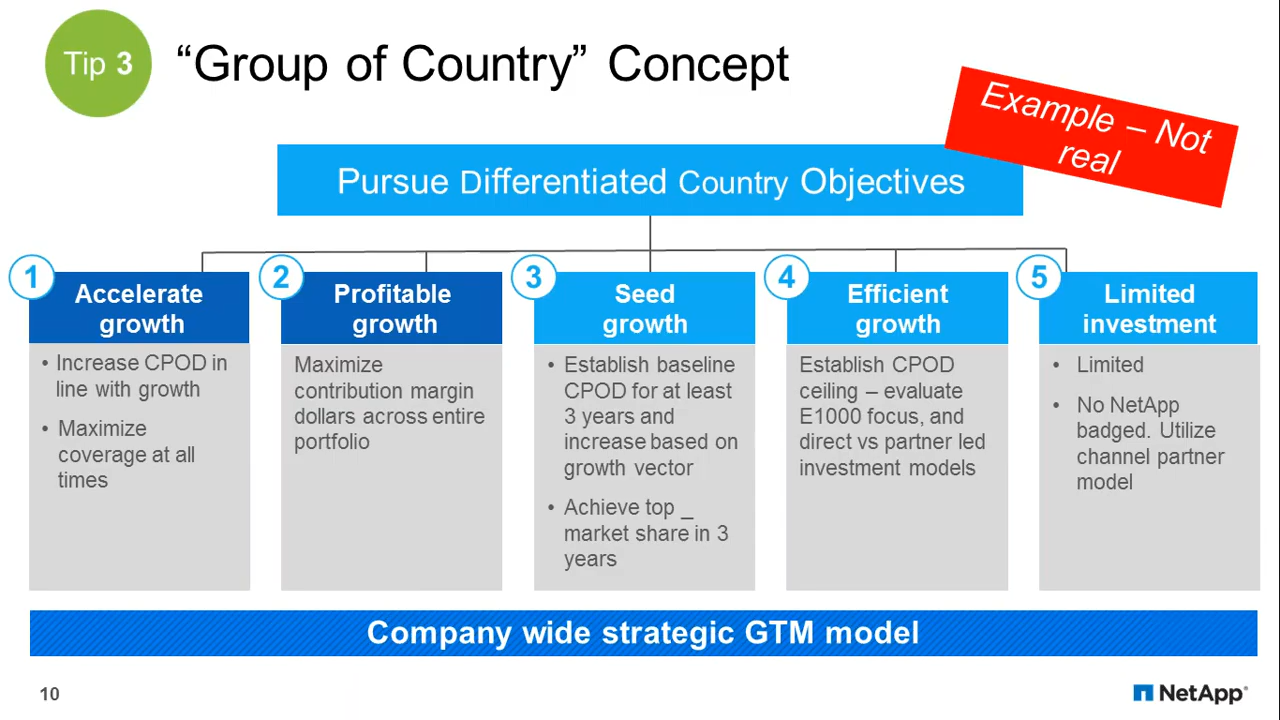 Tip 3
“Group of Country” Concept
Example – Not
real
Pursue Differentiated Country Objectives
1
Accelerate
growth
• Increase CPOD in
line with growth
• Maximize
coverage at all
times
2
Profitable
growth
Maximize
contribution margin
dollars across entire
portfolio
3
Seed
growth
• Establish baseline
CPOD for at least
3 years and
increase based on
growth vector
• Achieve top _
market share in 3
years
4
Efficient
growth
Establish CPOD
ceiling – evaluate
E1000 focus, and
direct vs partner led
investment models
5
Limited
investment
• Limited
• No NetApp
badged. Utilize
channel partner
model
Company wide strategic GTM model
10
NetApp®